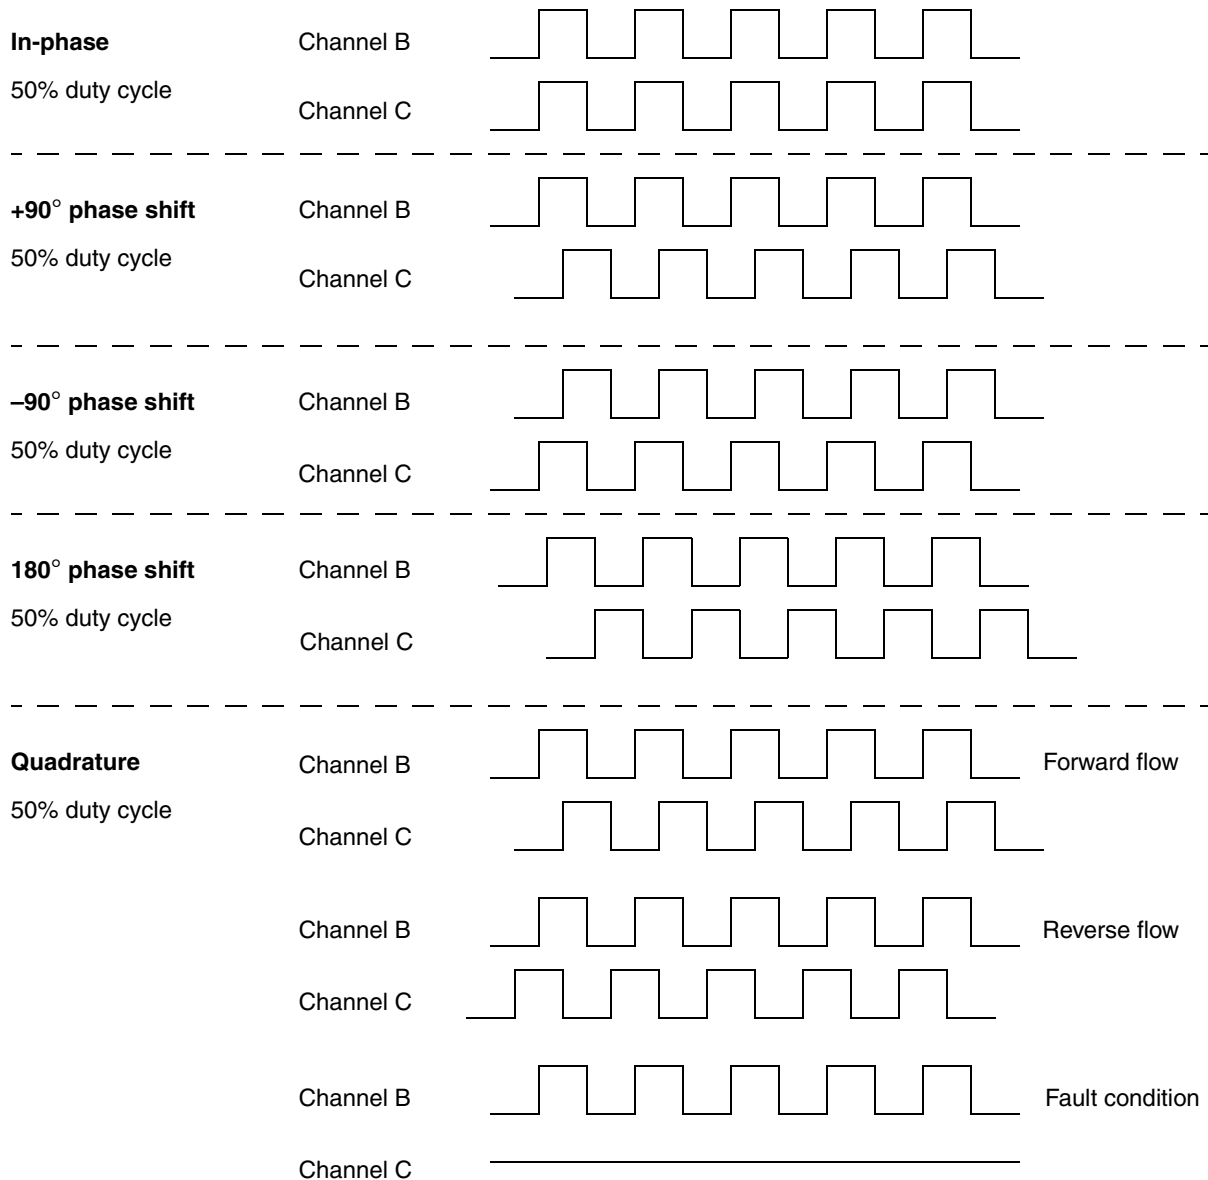 In-phase
Channel B
50% duty cycle
Channel C
+90° phase shift
Channel B
50% duty cycle
Channel C
–90° phase shift
Channel B
50% duty cycle
Channel C
180° phase shift
Channel B
50% duty cycle
Channel C
Quadrature
Channel B
Forward flow
50% duty cycle
Channel C
Channel B
Reverse flow
Channel C
Channel B
Fault condition
Channel C